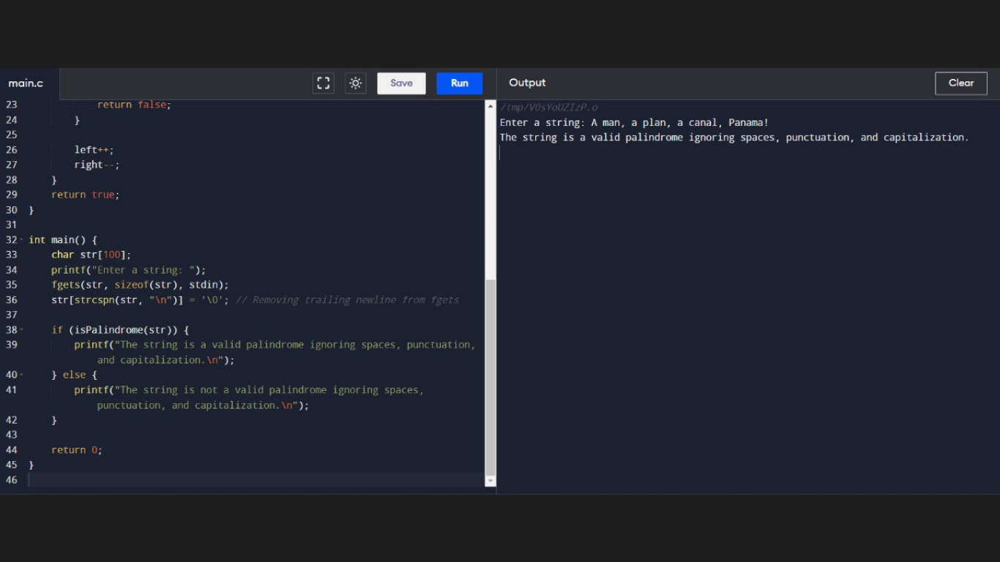 main.c
Save
Run
Output
Clear
23 return false;
24 }
25
26 left++;
27 right--;
28 }
29 return true;
30 }
31
32 int main() {
33 char str[100];
34 printf("Enter a string: ");
35 fgets(str, sizeof(str), stdin);
36 str[strcspn(str, "\n")] = '\0'; // Removing trailing newline from fgets
37
38 if (isPalindrome(str)) {
39 printf("The string is a valid palindrome ignoring spaces, punctuation,
and capitalization.\n");
40 } else {
41 printf("The string is not a valid palindrome ignoring spaces,
punctuation, and capitalization.\n");
42 }
43
44 return 0;
45 }
46
/tmp/V0sYoUZIzP.o
Enter a string: A man, a plan, a canal, Panama!
The string is a valid palindrome ignoring spaces, punctuation, and capitalization.